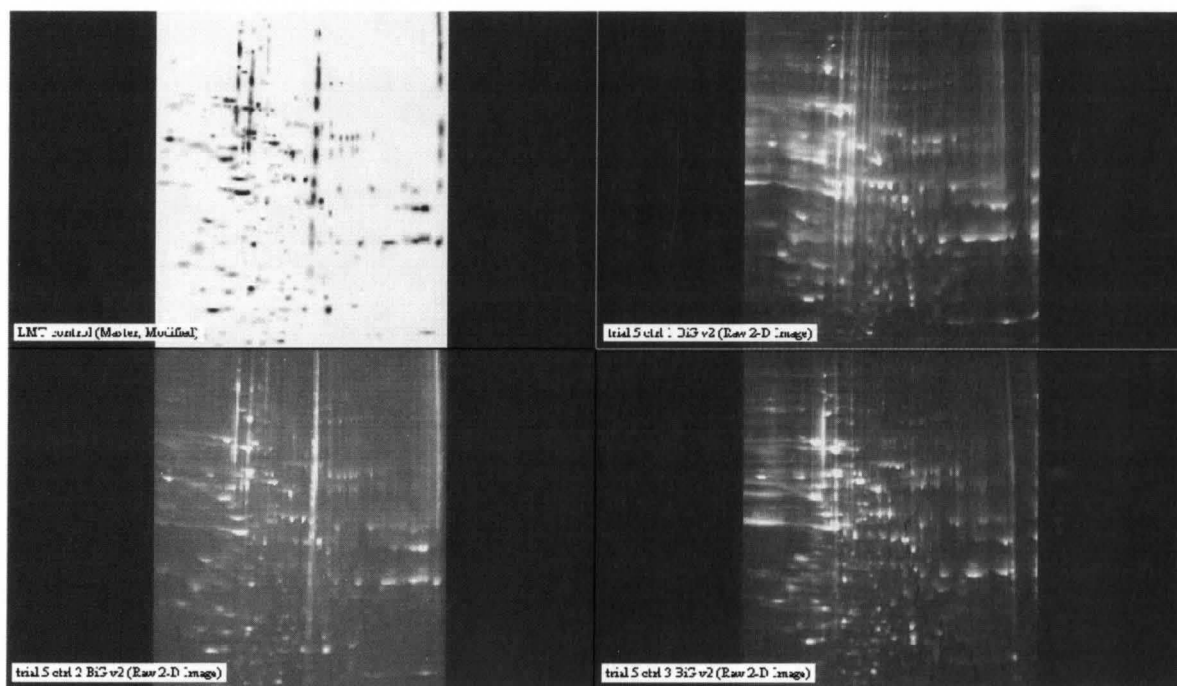 LMT control (Master, Modified)
trial 5 ctrl 1 BiG v2 (Raw 2-D Image)
trial 5 ctrl 2 BiG v2 (Raw 2-D Image)
trial 5 ctrl 3 BiG v2 (Raw 2-D Image)